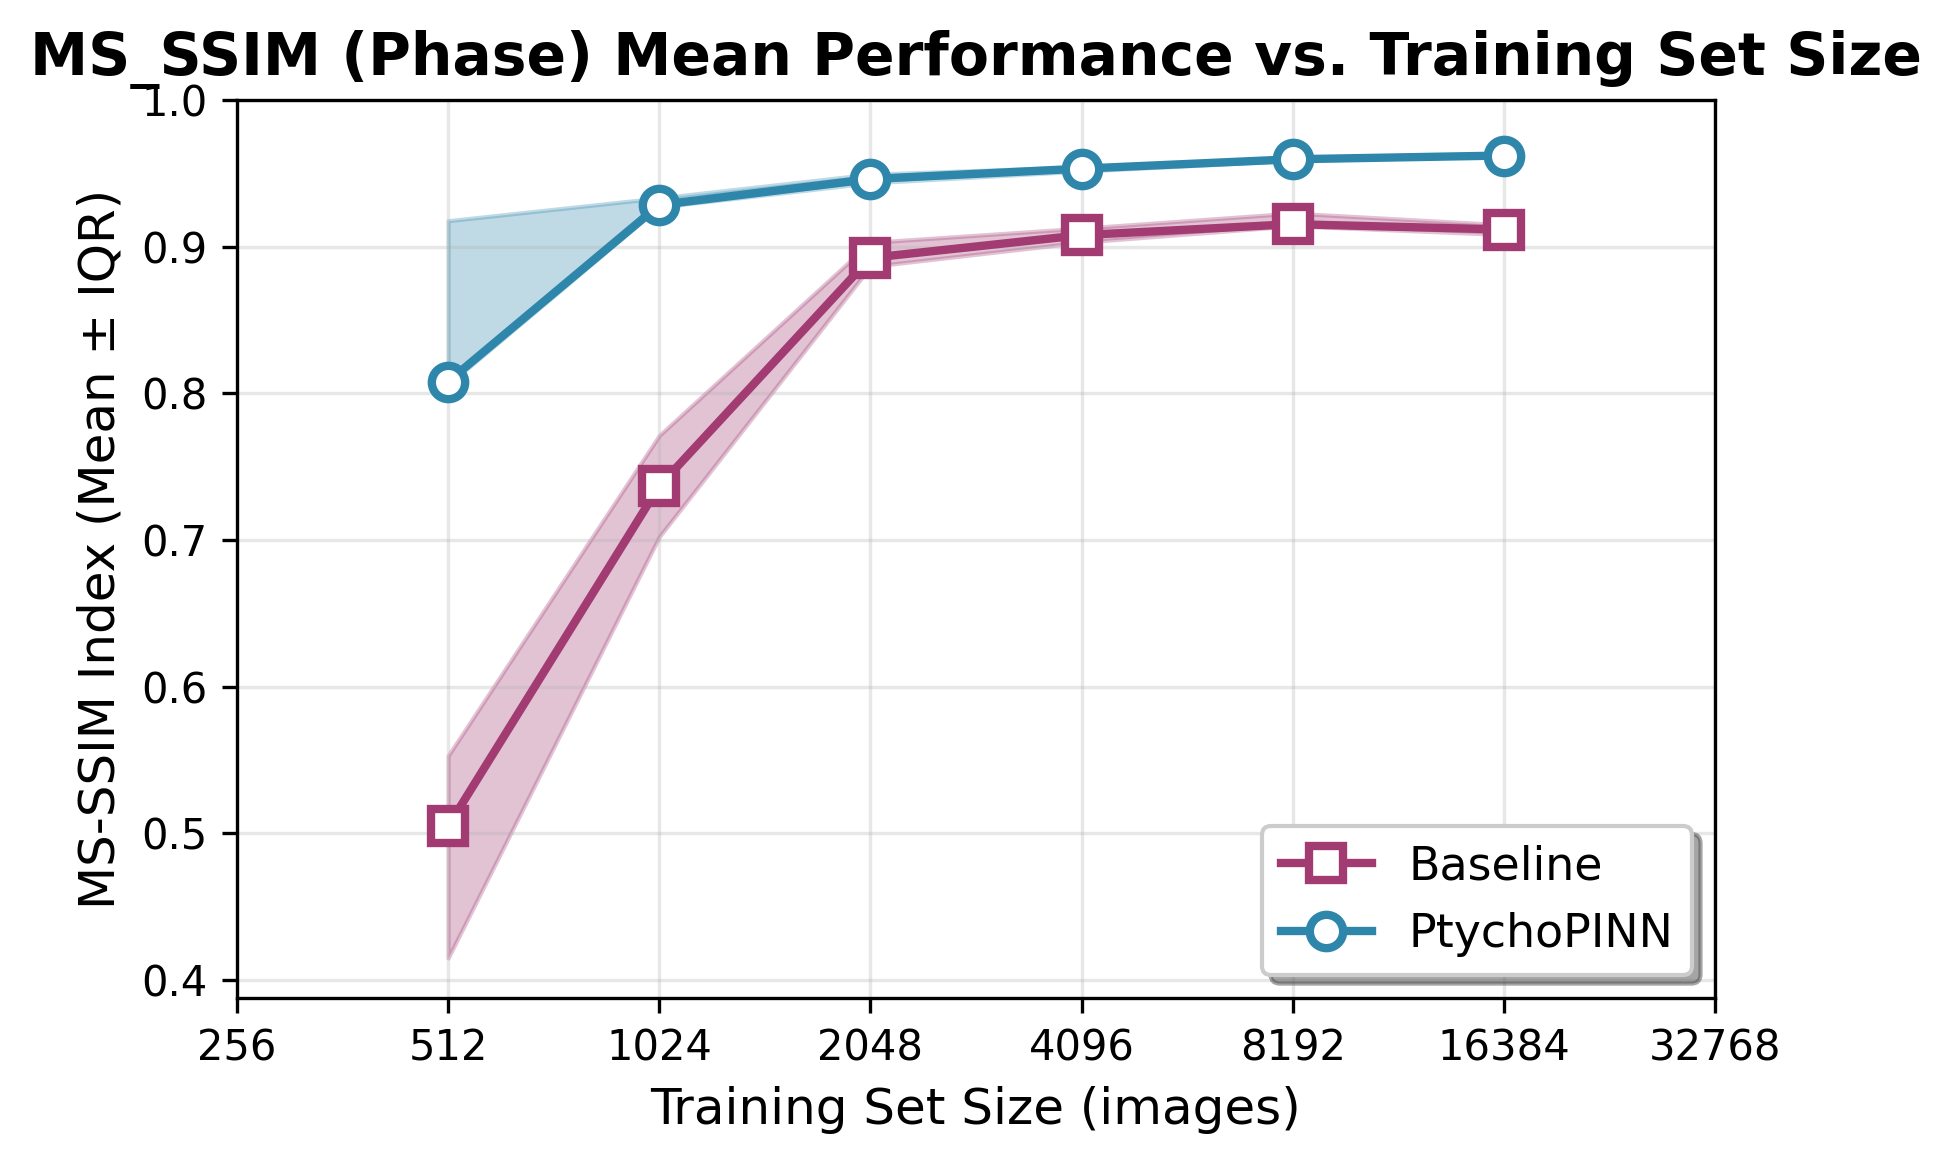 MS_SSIM (Phase) Mean Performance vs. Training Set Size
MS-SSIM Index (Mean ± IQR)
1.0
0.9
0.8
0.7
0.6
0.5
0.4
Baseline
PtychoPINN
256 512 1024 2048 4096 8192 16384 32768
Training Set Size (images)